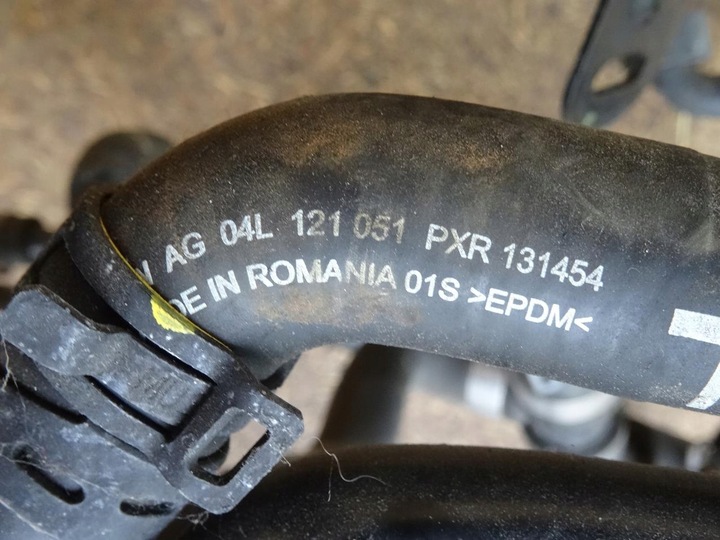 AG 04L 121 051 PXR 131454
DE IN ROMANIA 01S >EPDM<